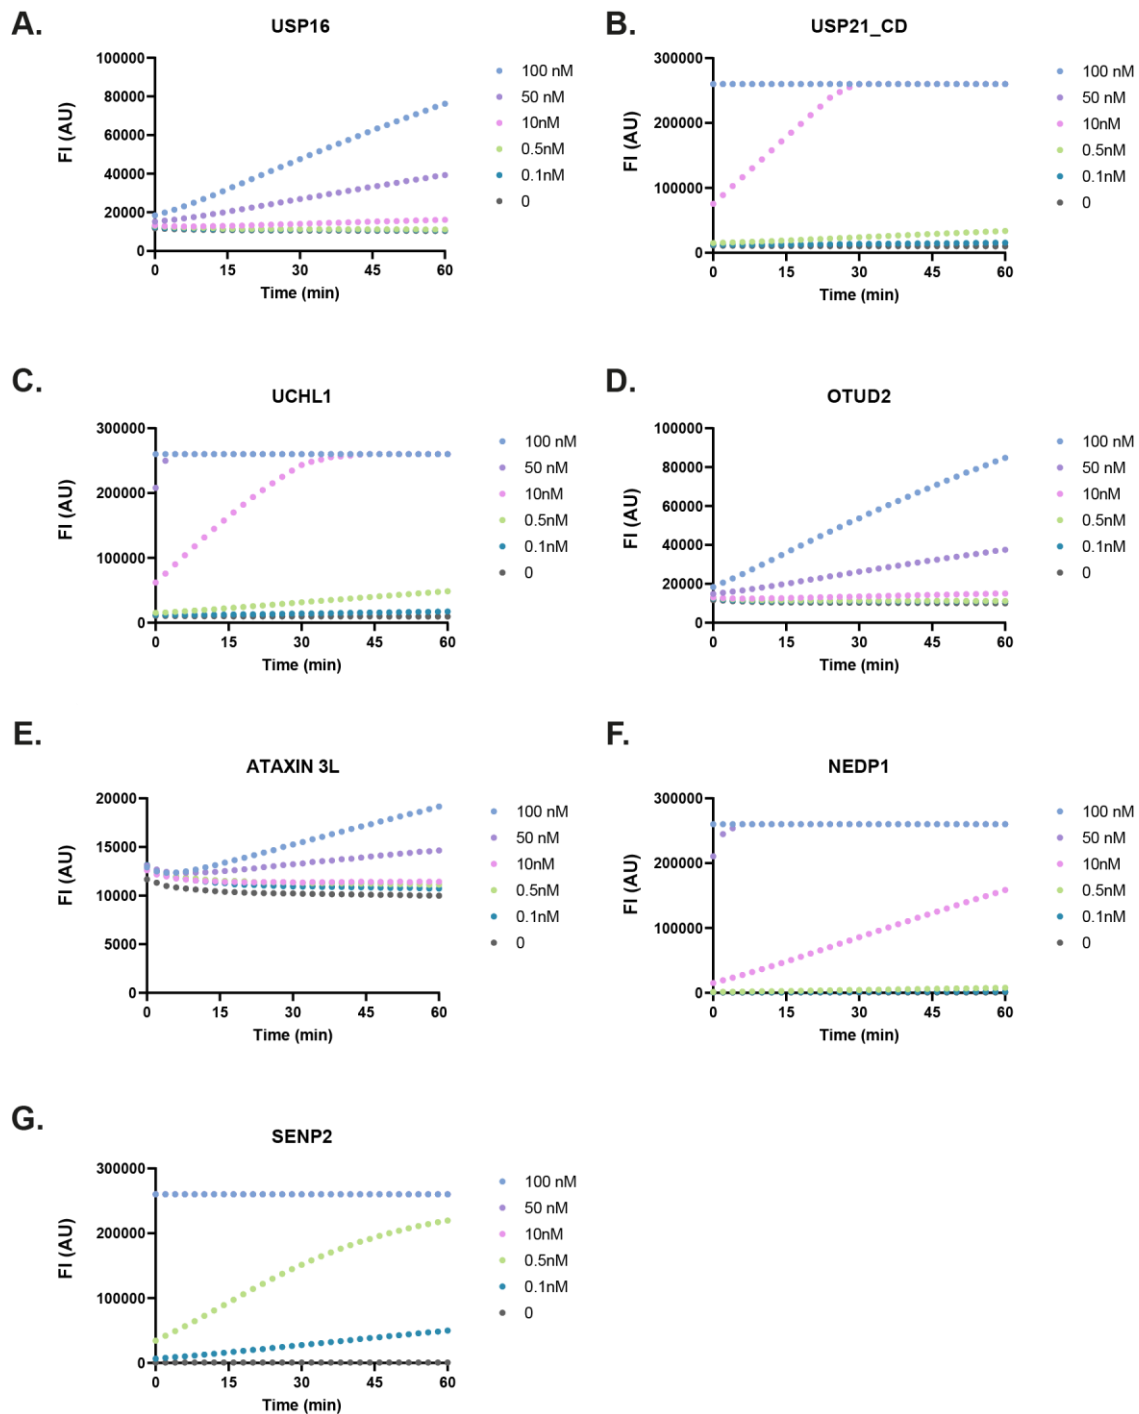 A.
USP16
FI (AU)
100000
80000
60000
40000
20000
0
0 15 30 45 60
Time (min)
100 nM
50 nM
10nM
0.5nM
0.1nM
0
B.
USP21_CD
FI (AU)
300000
200000
100000
0
0 15 30 45 60
Time (min)
100 nM
50 nM
10nM
0.5nM
0.1nM
0
C.
UCHL1
FI (AU)
300000
200000
100000
0
0 15 30 45 60
Time (min)
100 nM
50 nM
10nM
0.5nM
0.1nM
0
D.
OTUD2
FI (AU)
100000
80000
60000
40000
20000
0
0 15 30 45 60
Time (min)
100 nM
50 nM
10nM
0.5nM
0.1nM
0
E.
ATAXIN 3L
FI (AU)
20000
15000
10000
5000
0
0 15 30 45 60
Time (min)
100 nM
50 nM
10nM
0.5nM
0.1nM
0
F.
NEDP1
FI (AU)
300000
200000
100000
0
0 15 30 45 60
Time (min)
100 nM
50 nM
10nM
0.5nM
0.1nM
0
G.
SENP2
FI (AU)
300000
200000
100000
0
0 15 30 45 60
Time (min)
100 nM
50 nM
10nM
0.5nM
0.1nM
0